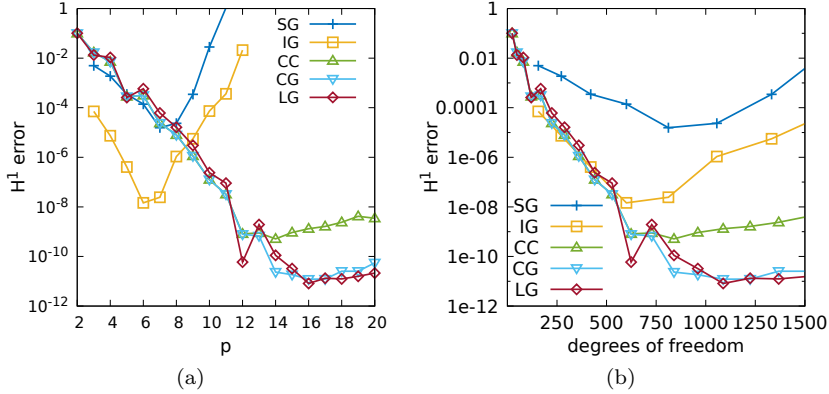 1
10^-2
10^-4
10^-6
10^-8
10^-10
10^-12
2 4 6 8 10 12 14 16 18 20
H^1 error
p
SG
IG
CC
CG
LG
(a)
1
0.01
0.0001
1e-06
1e-08
1e-10
1e-12
250 500 750 1000 1250 1500
H^1 error
degrees of freedom
SG
IG
CC
CG
LG
(b)